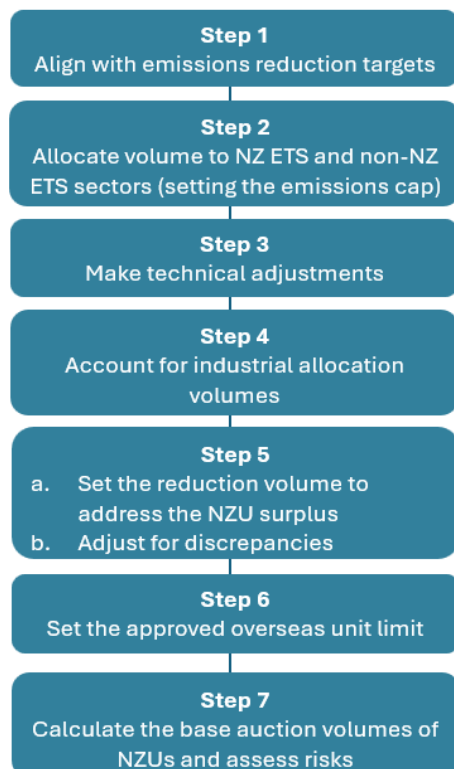 Step 1
Align with emissions reduction targets
Step 2
Allocate volume to NZ ETS and non-NZ
ETS sectors (setting the emissions cap)
Step 3
Make technical adjustments
Step 4
Account for industrial allocation
volumes
Step 5
a. Set the reduction volume to
address the NZU surplus
b. Adjust for discrepancies
Step 6
Set the approved overseas unit limit
Step 7
Calculate the base auction volumes of
NZUs and assess risks